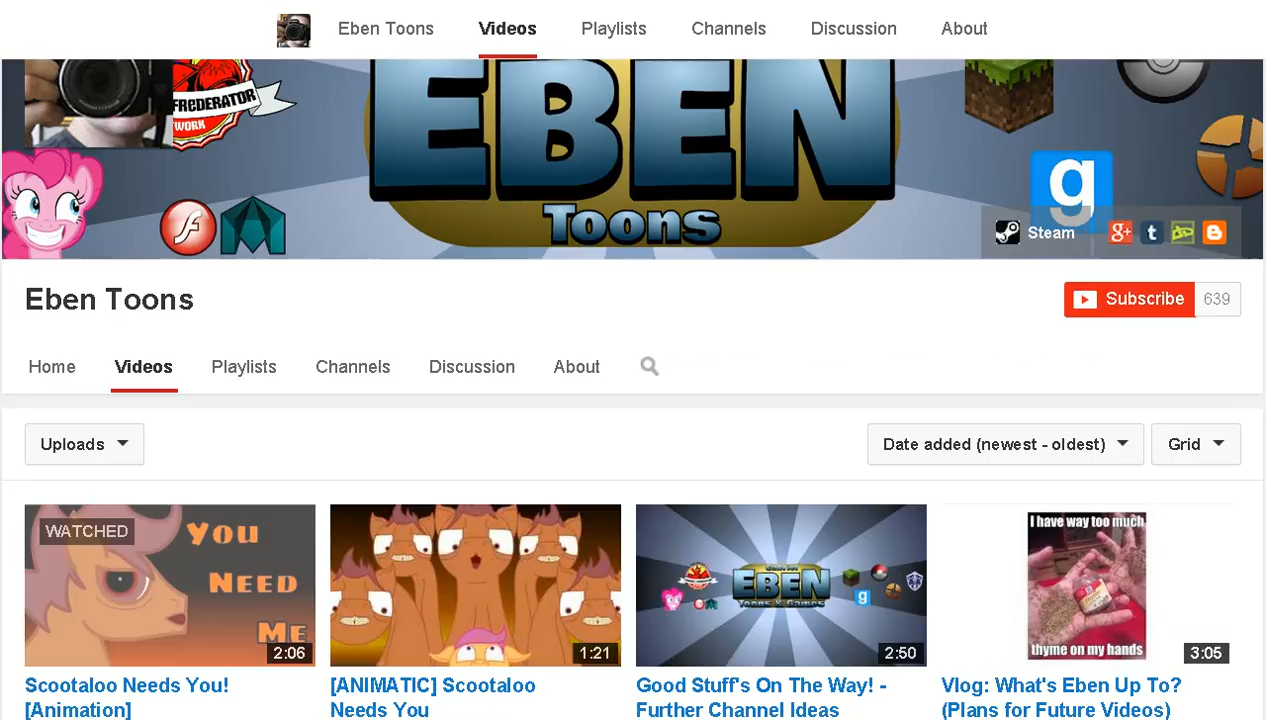 Eben Toons Videos Playlists Channels Discussion About
FREDERATOR
WORK
EBEN
Toons
g
Steam g+ t
Eben Toons
Subscribe 639
Home Videos Playlists Channels Discussion About
Uploads
Date added (newest - oldest) Grid
WATCHED
You
Need
Me
2:06
1:21
EBEN
Toons & Games
g
2:50
I have way too much
thyme on my hands
3:05
Scootaloo Needs You!
[Animation]
[ANIMATIC] Scootaloo
Needs You
Good Stuff's On The Way! -
Further Channel Ideas
Vlog: What's Eben Up To?
(Plans for Future Videos)